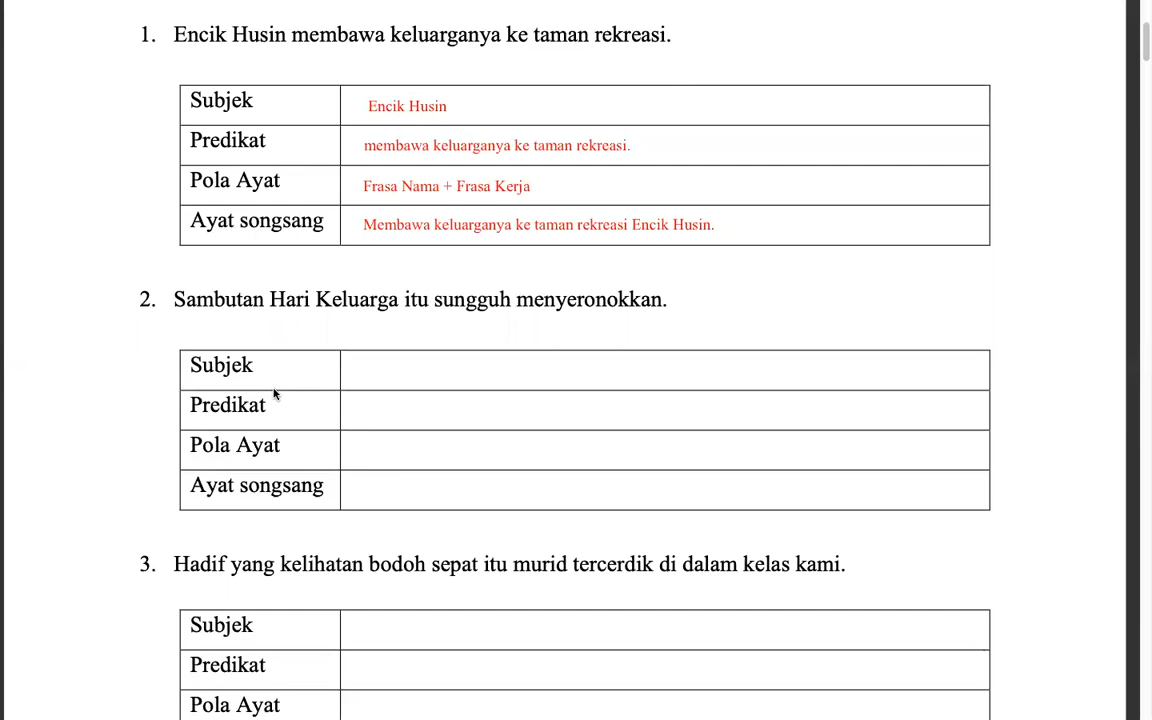 1. Encik Husin membawa keluarganya ke taman rekreasi.
Subjek Encik Husin
Predikat membawa keluarganya ke taman rekreasi.
Pola Ayat Frasa Nama + Frasa Kerja
Ayat songsang Membawa keluarganya ke taman rekreasi Encik Husin.
2. Sambutan Hari Keluarga itu sungguh menyeronokkan.
Subjek
Predikat
Pola Ayat
Ayat songsang
3. Hadif yang kelihatan bodoh sepat itu murid tercerdik di dalam kelas kami.
Subjek
Predikat
Pola Ayat